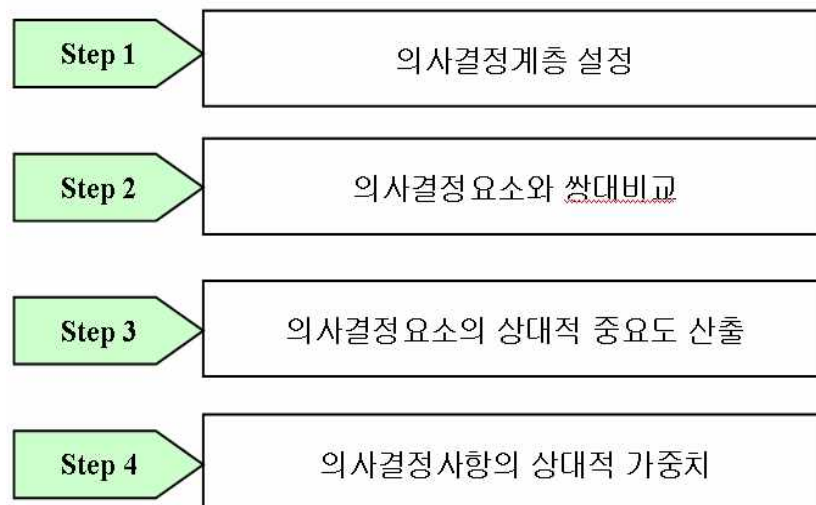 Step 1
의사결정계층 설정
Step 2
의사결정요소와 쌍대비교
Step 3
의사결정요소의 상대적 중요도 산출
Step 4
의사결정사항의 상대적 가중치